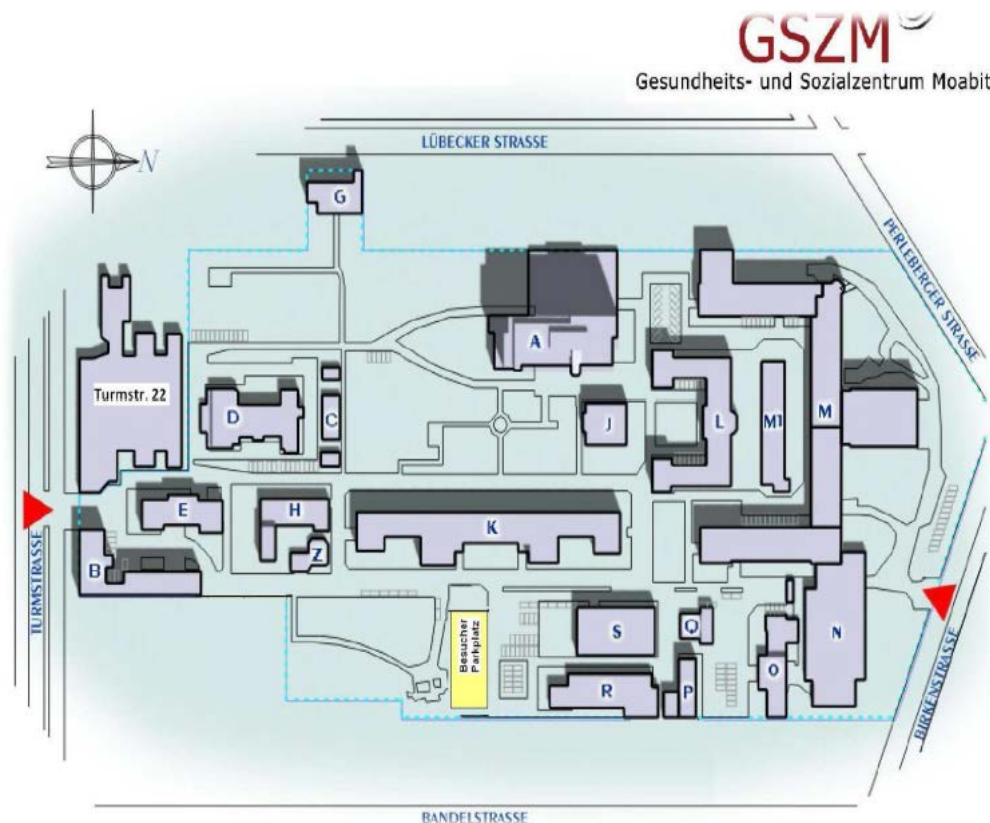 GSZM
Gesundheits- und Sozialzentrum Moabit
N
LÜBECKER STRASSE
PERLEBERGER STRASSE
G
A
Turmstr. 22
D
C
J
L
M1
M
E
H
K
Z
B
TURMSTRASSE
Besucher
Parkplatz
S
Q
N
R
P
O
BIRKENSTRASSE
BANDELSTRASSE